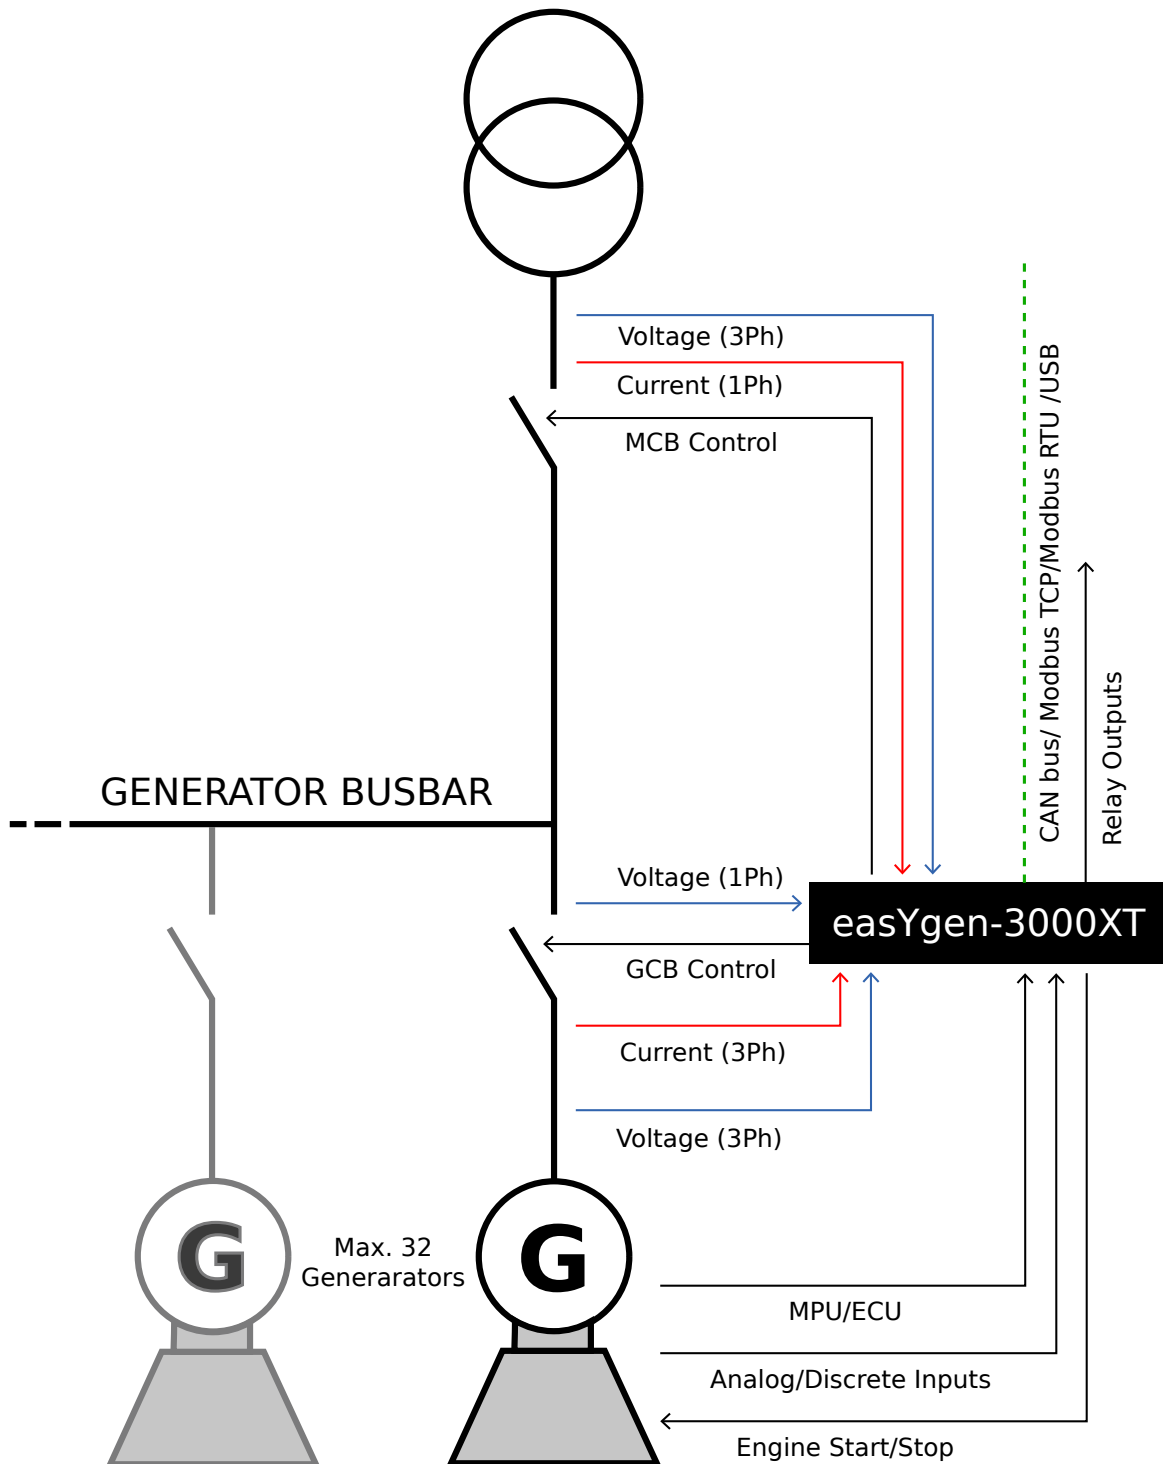 Voltage (3Ph)
Current (1Ph)
MCB Control
CAN bus/ Modbus TCP/Modbus RTU /USB
Relay Outputs
GENERATOR BUSBAR
Voltage (1Ph)
easYgen-3000XT
GCB Control
Current (3Ph)
Voltage (3Ph)
G
Max. 32
Generarators
G
MPU/ECU
Analog/Discrete Inputs
Engine Start/Stop